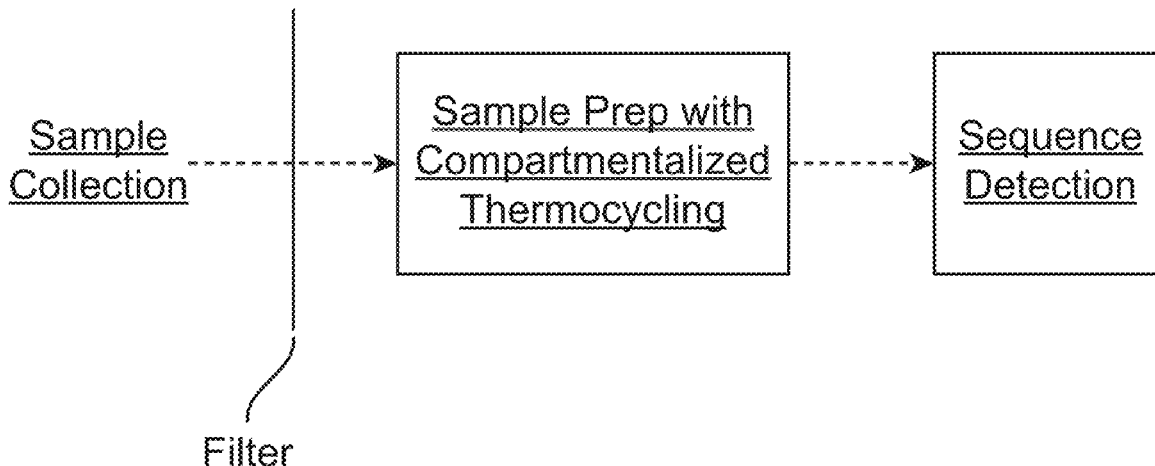 Sample
Collection
Sample Prep with
Compartmentalized
Thermocycling
Sequence
Detection
Filter